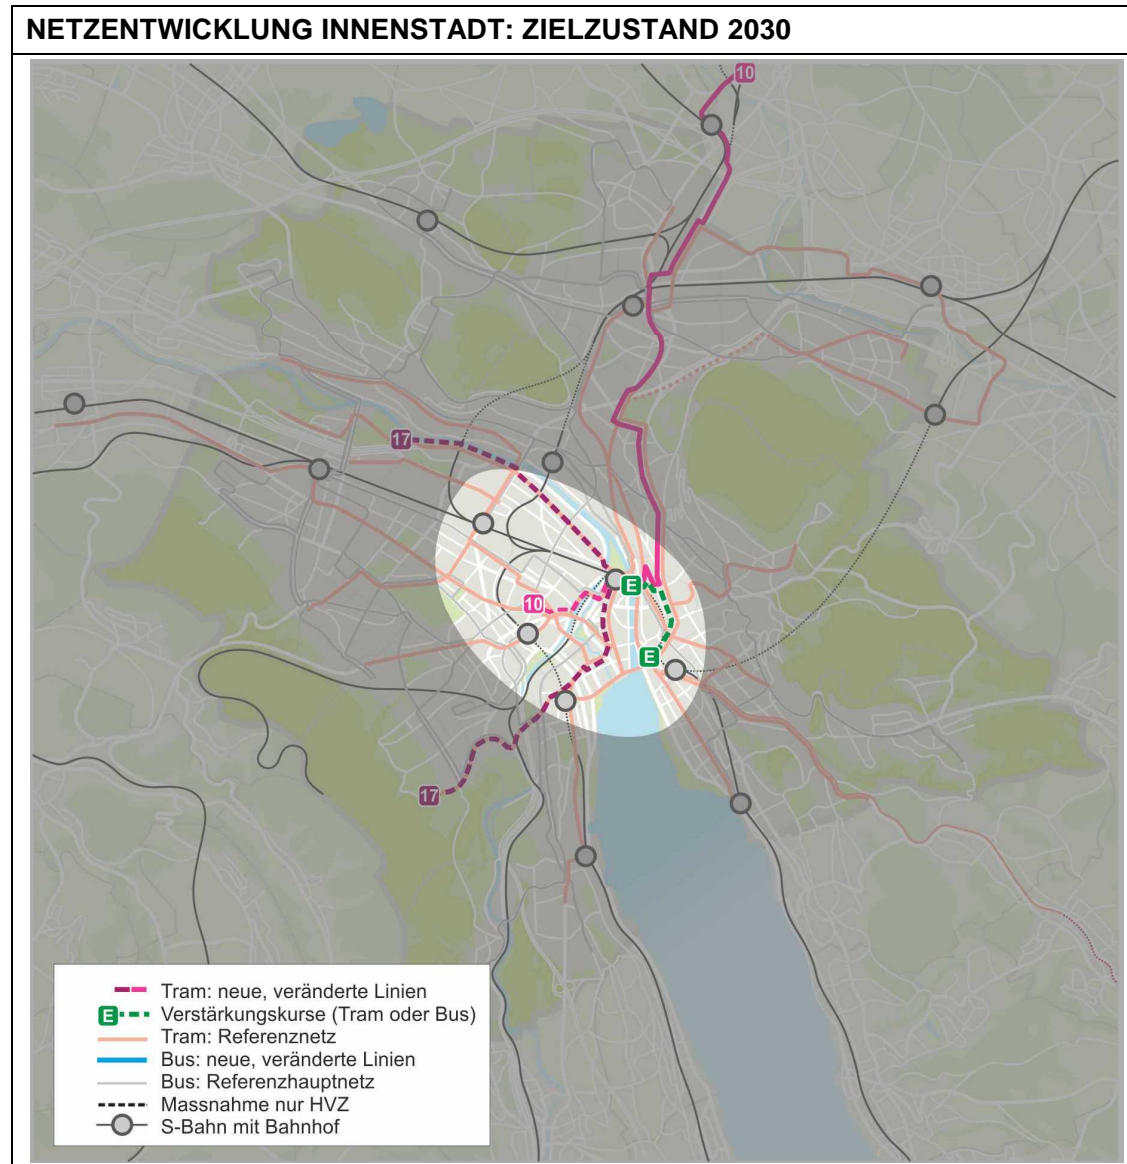 NETZENTWICKLUNG INNENSTADT: ZIELZUSTAND 2030
10
17
E
10
E
17
Tram: neue, veränderte Linien
E Verstärkungskurse (Tram oder Bus)
Tram: Referenznetz
Bus: neue, veränderte Linien
Bus: Referenzhauptnetz
Massnahme nur HVZ
S-Bahn mit Bahnhof